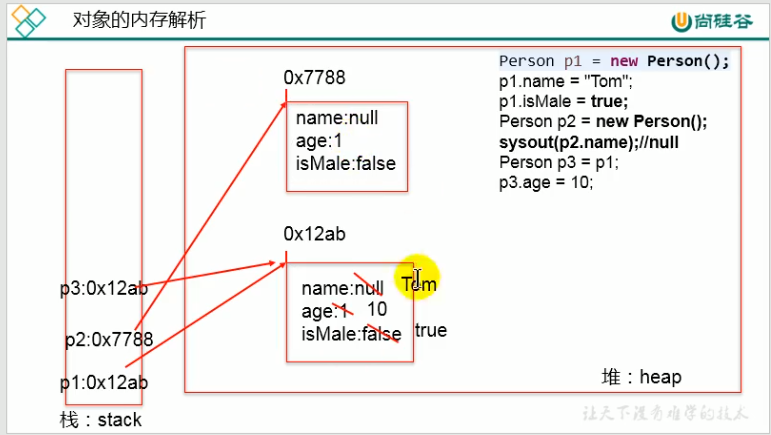 对象的内存解析
尚硅谷
Person p1 = new Person();
p1.name = "Tom";
p1.isMale = true;
Person p2 = new Person();
sysout(p2.name);//null
Person p3 = p1;
p3.age = 10;
0x7788
name:null
age:1
isMale:false
0x12ab
name:null Tom
age:1 10
isMale:false true
p3:0x12ab
p2:0x7788
p1:0x12ab
栈：stack
堆：heap
让天下没有难学的技术